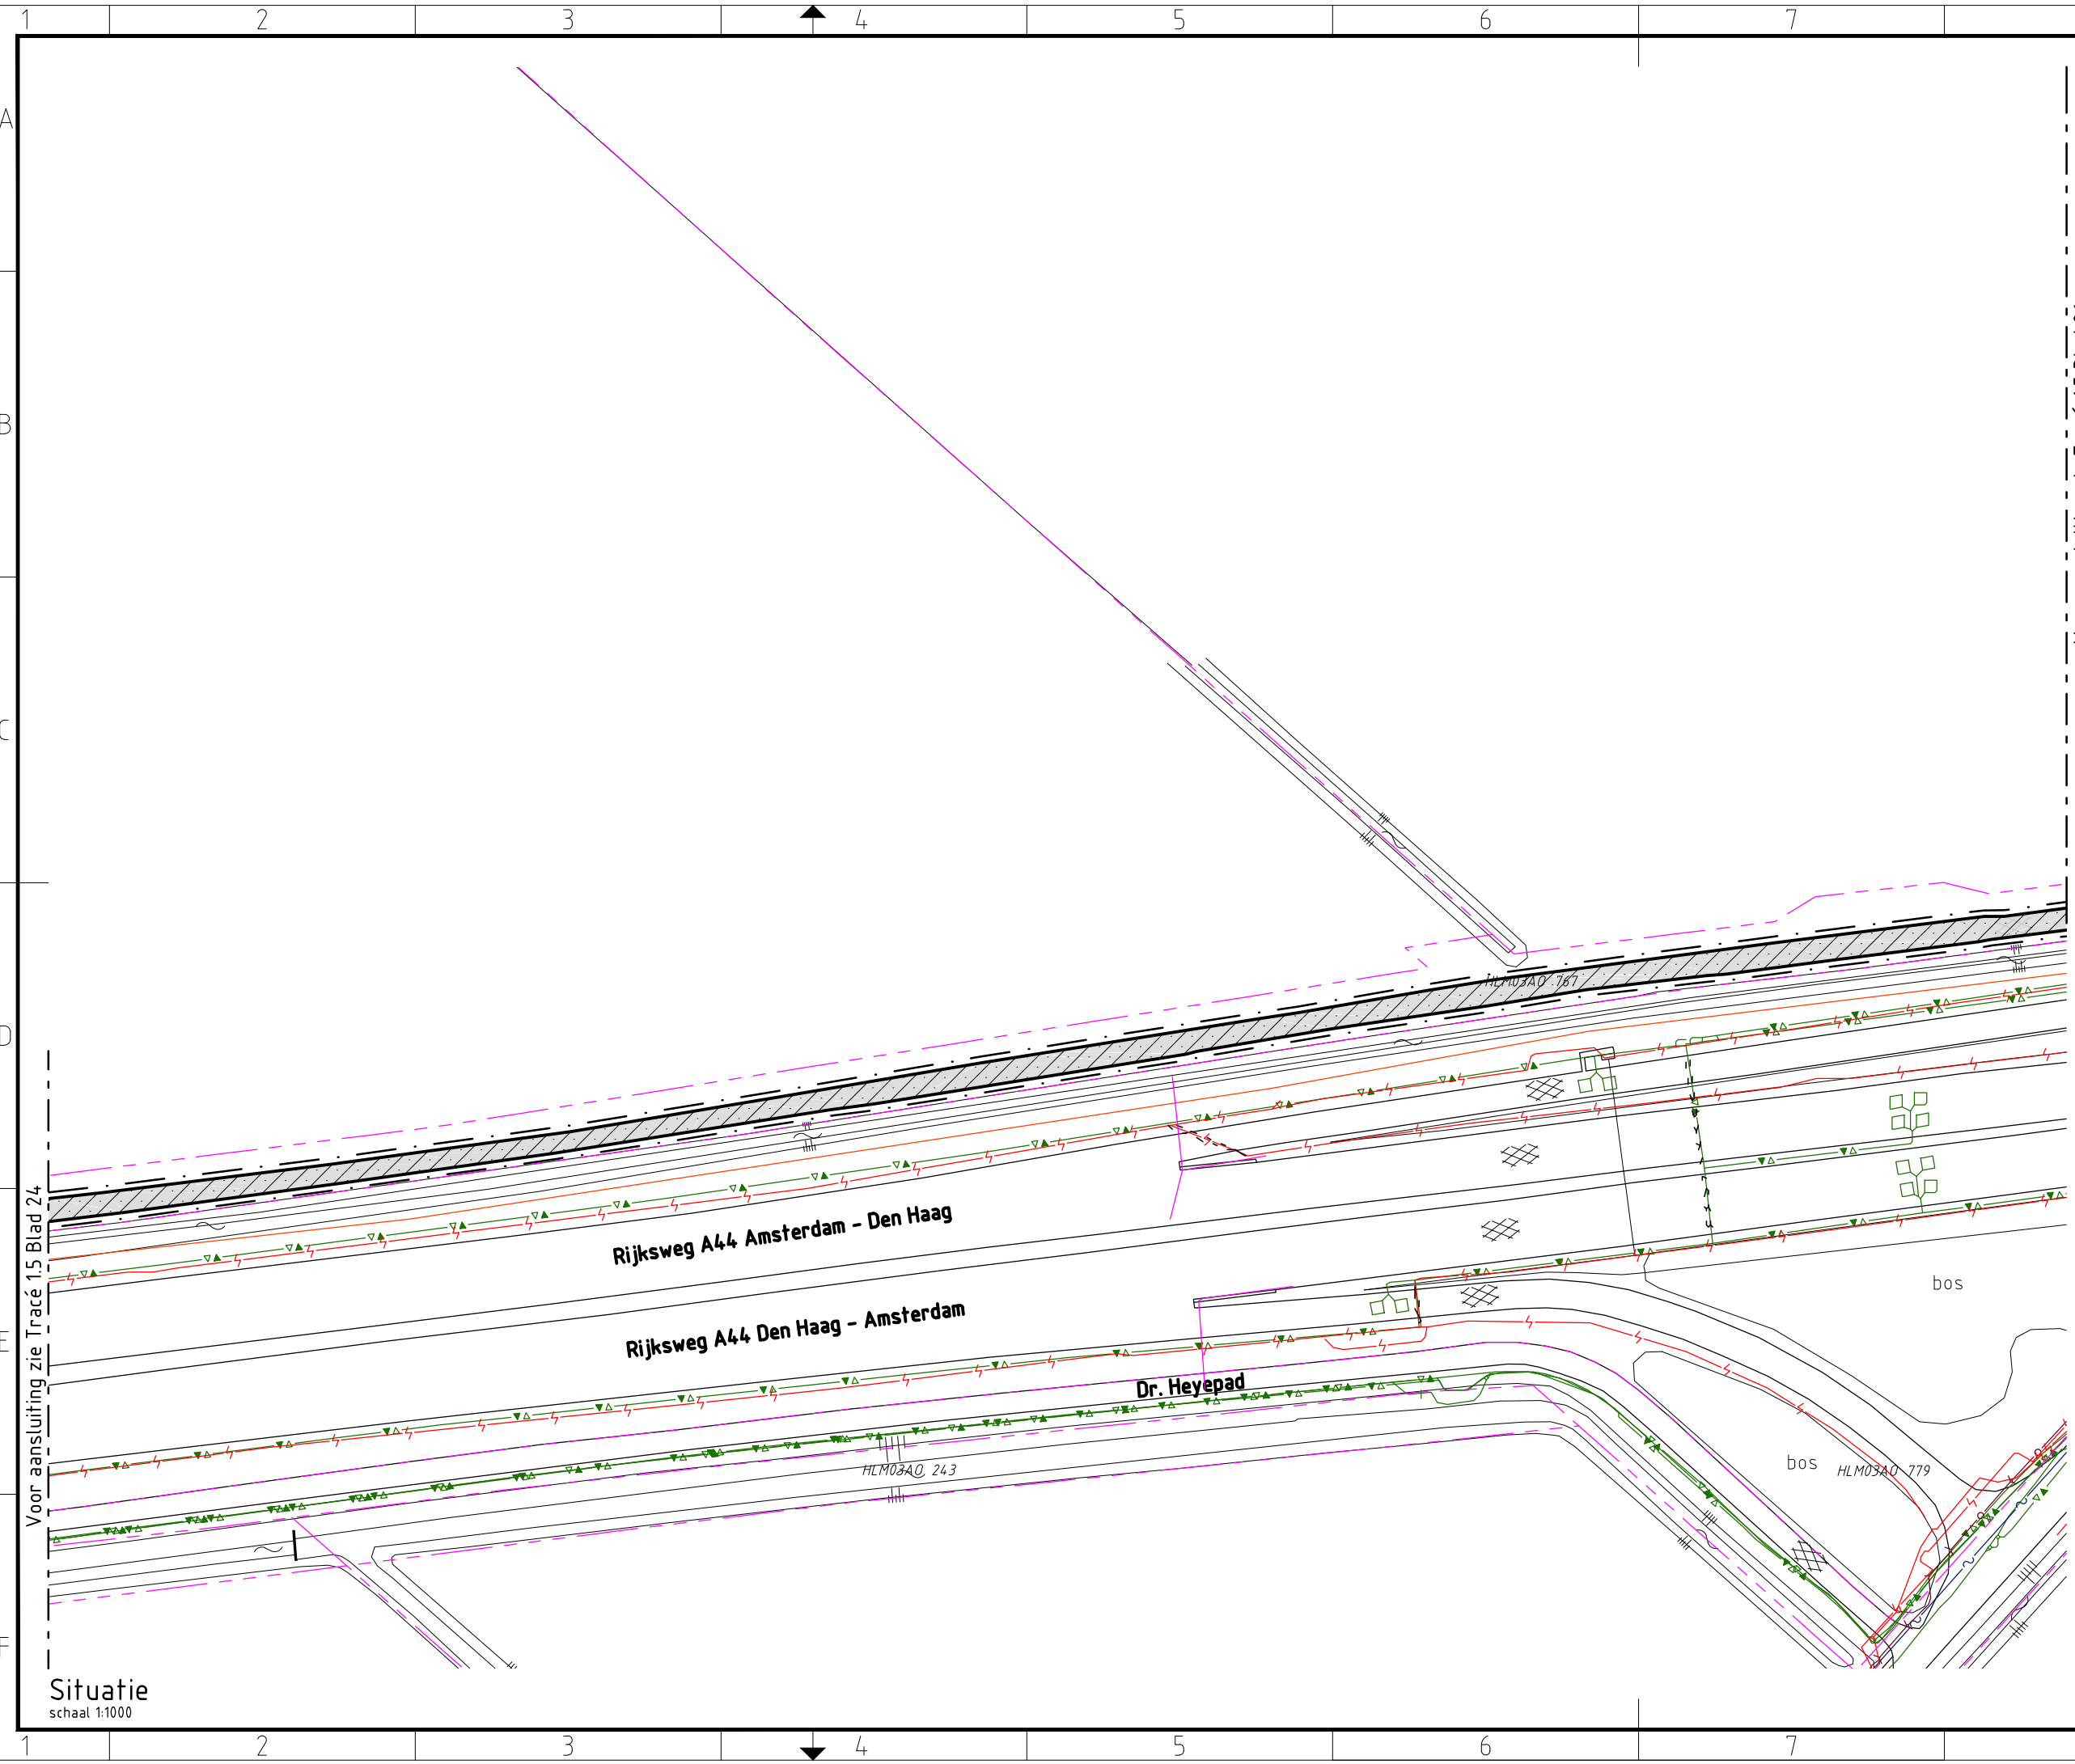 1 2 3 4 5 6 7
A
B
C
D
E
F
HLM03AO 767
Rijksweg A44 Amsterdam - Den Haag
bos
Rijksweg A44 Den Haag - Amsterdam
Dr. Heyepad
bos
HLM03AO 779
HLM03AO 243
Voor aansluiting zie Tracé 1.5 Blad 24
Situatie
schaal 1:1000
1 2 3 4 5 6 7